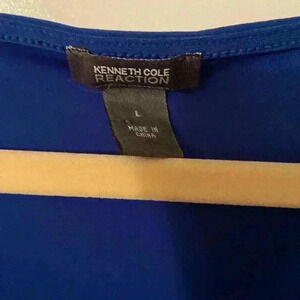 KENNETH COLE
REACTION
L
MADE IN
CHINA